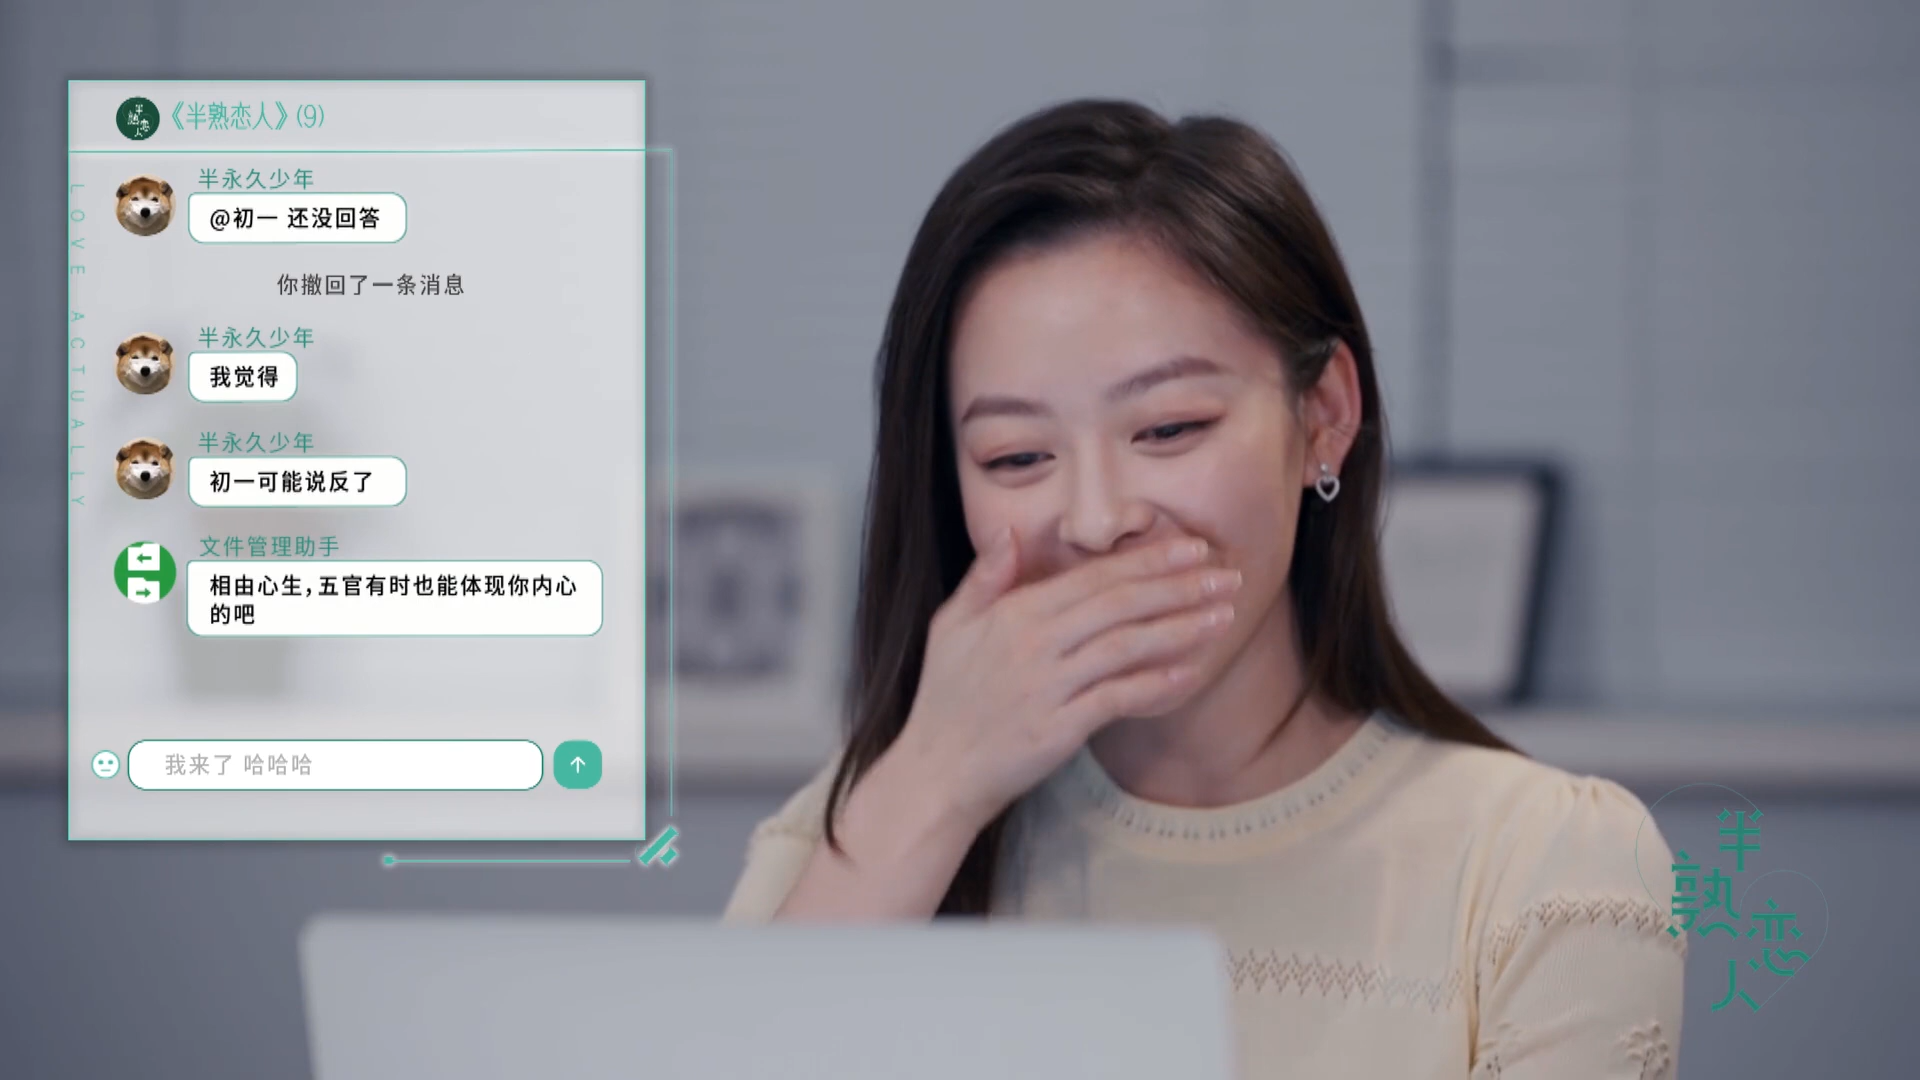 半熟恋人
《半熟恋人》(9)
半永久少年
@初一 还没回答
你撤回了一条消息
半永久少年
我觉得
半永久少年
初一可能说反了
文件管理助手
相由心生，五官有时也能体现你内心
的吧
我来了 哈哈哈
LOVE ACTUALLY
半熟恋人